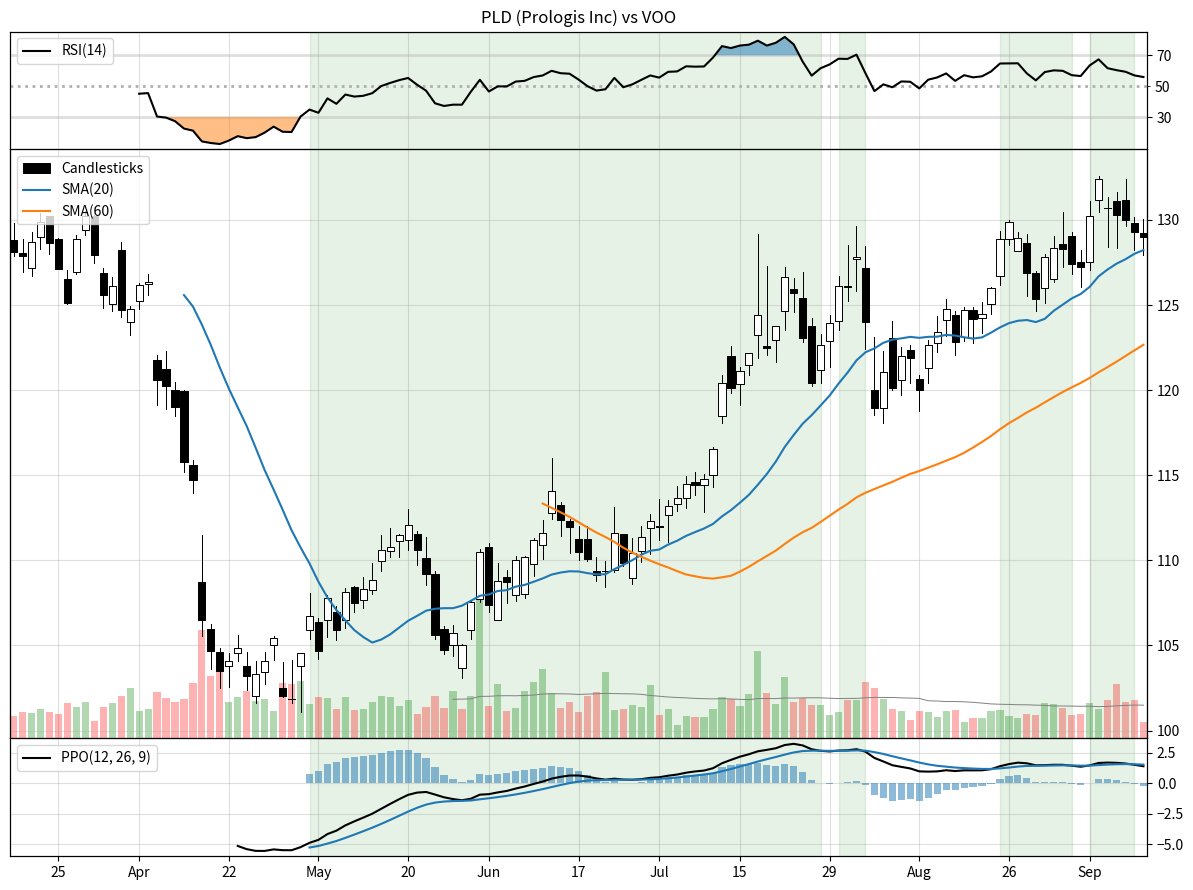 PLD (Prologis Inc) vs VOO
RSI(14)
70
50
30
Candlesticks
SMA(20)
SMA(60)
130
125
120
115
110
105
100
PPO(12, 26, 9)
2.5
0.0
−2.5
−5.0
25 Apr 22 May 20 Jun 17 Jul 15 29 Aug 26 Sep